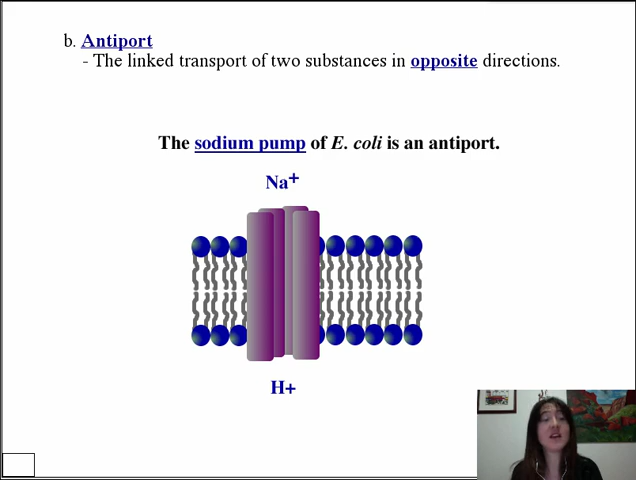 b. Antiport
- The linked transport of two substances in opposite directions.
The sodium pump of E. coli is an antiport.
Na+
H+